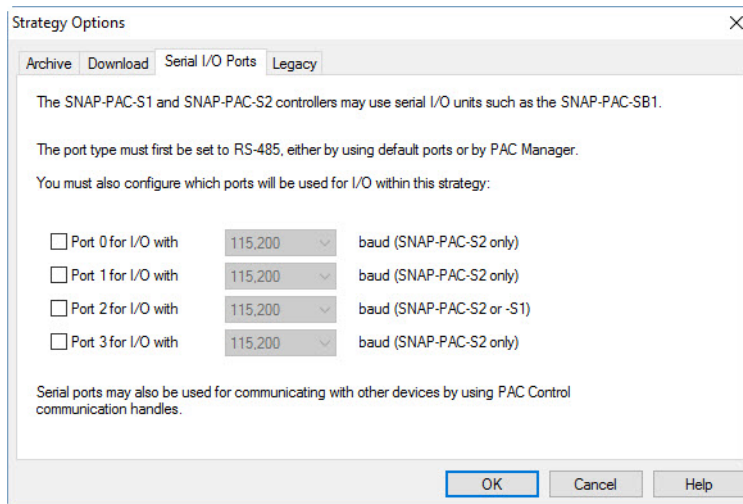 Strategy Options
Archive Download Serial I/O Ports Legacy
The SNAP-PAC-S1 and SNAP-PAC-S2 controllers may use serial I/O units such as the SNAP-PAC-SB1.
The port type must first be set to RS-485, either by using default ports or by PAC Manager.
You must also configure which ports will be used for I/O within this strategy:
Port 0 for I/O with 115,200 baud (SNAP-PAC-S2 only)
Port 1 for I/O with 115,200 baud (SNAP-PAC-S2 only)
Port 2 for I/O with 115,200 baud (SNAP-PAC-S2 or -S1)
Port 3 for I/O with 115,200 baud (SNAP-PAC-S2 only)
Serial ports may also be used for communicating with other devices by using PAC Control
communication handles.
OK Cancel Help